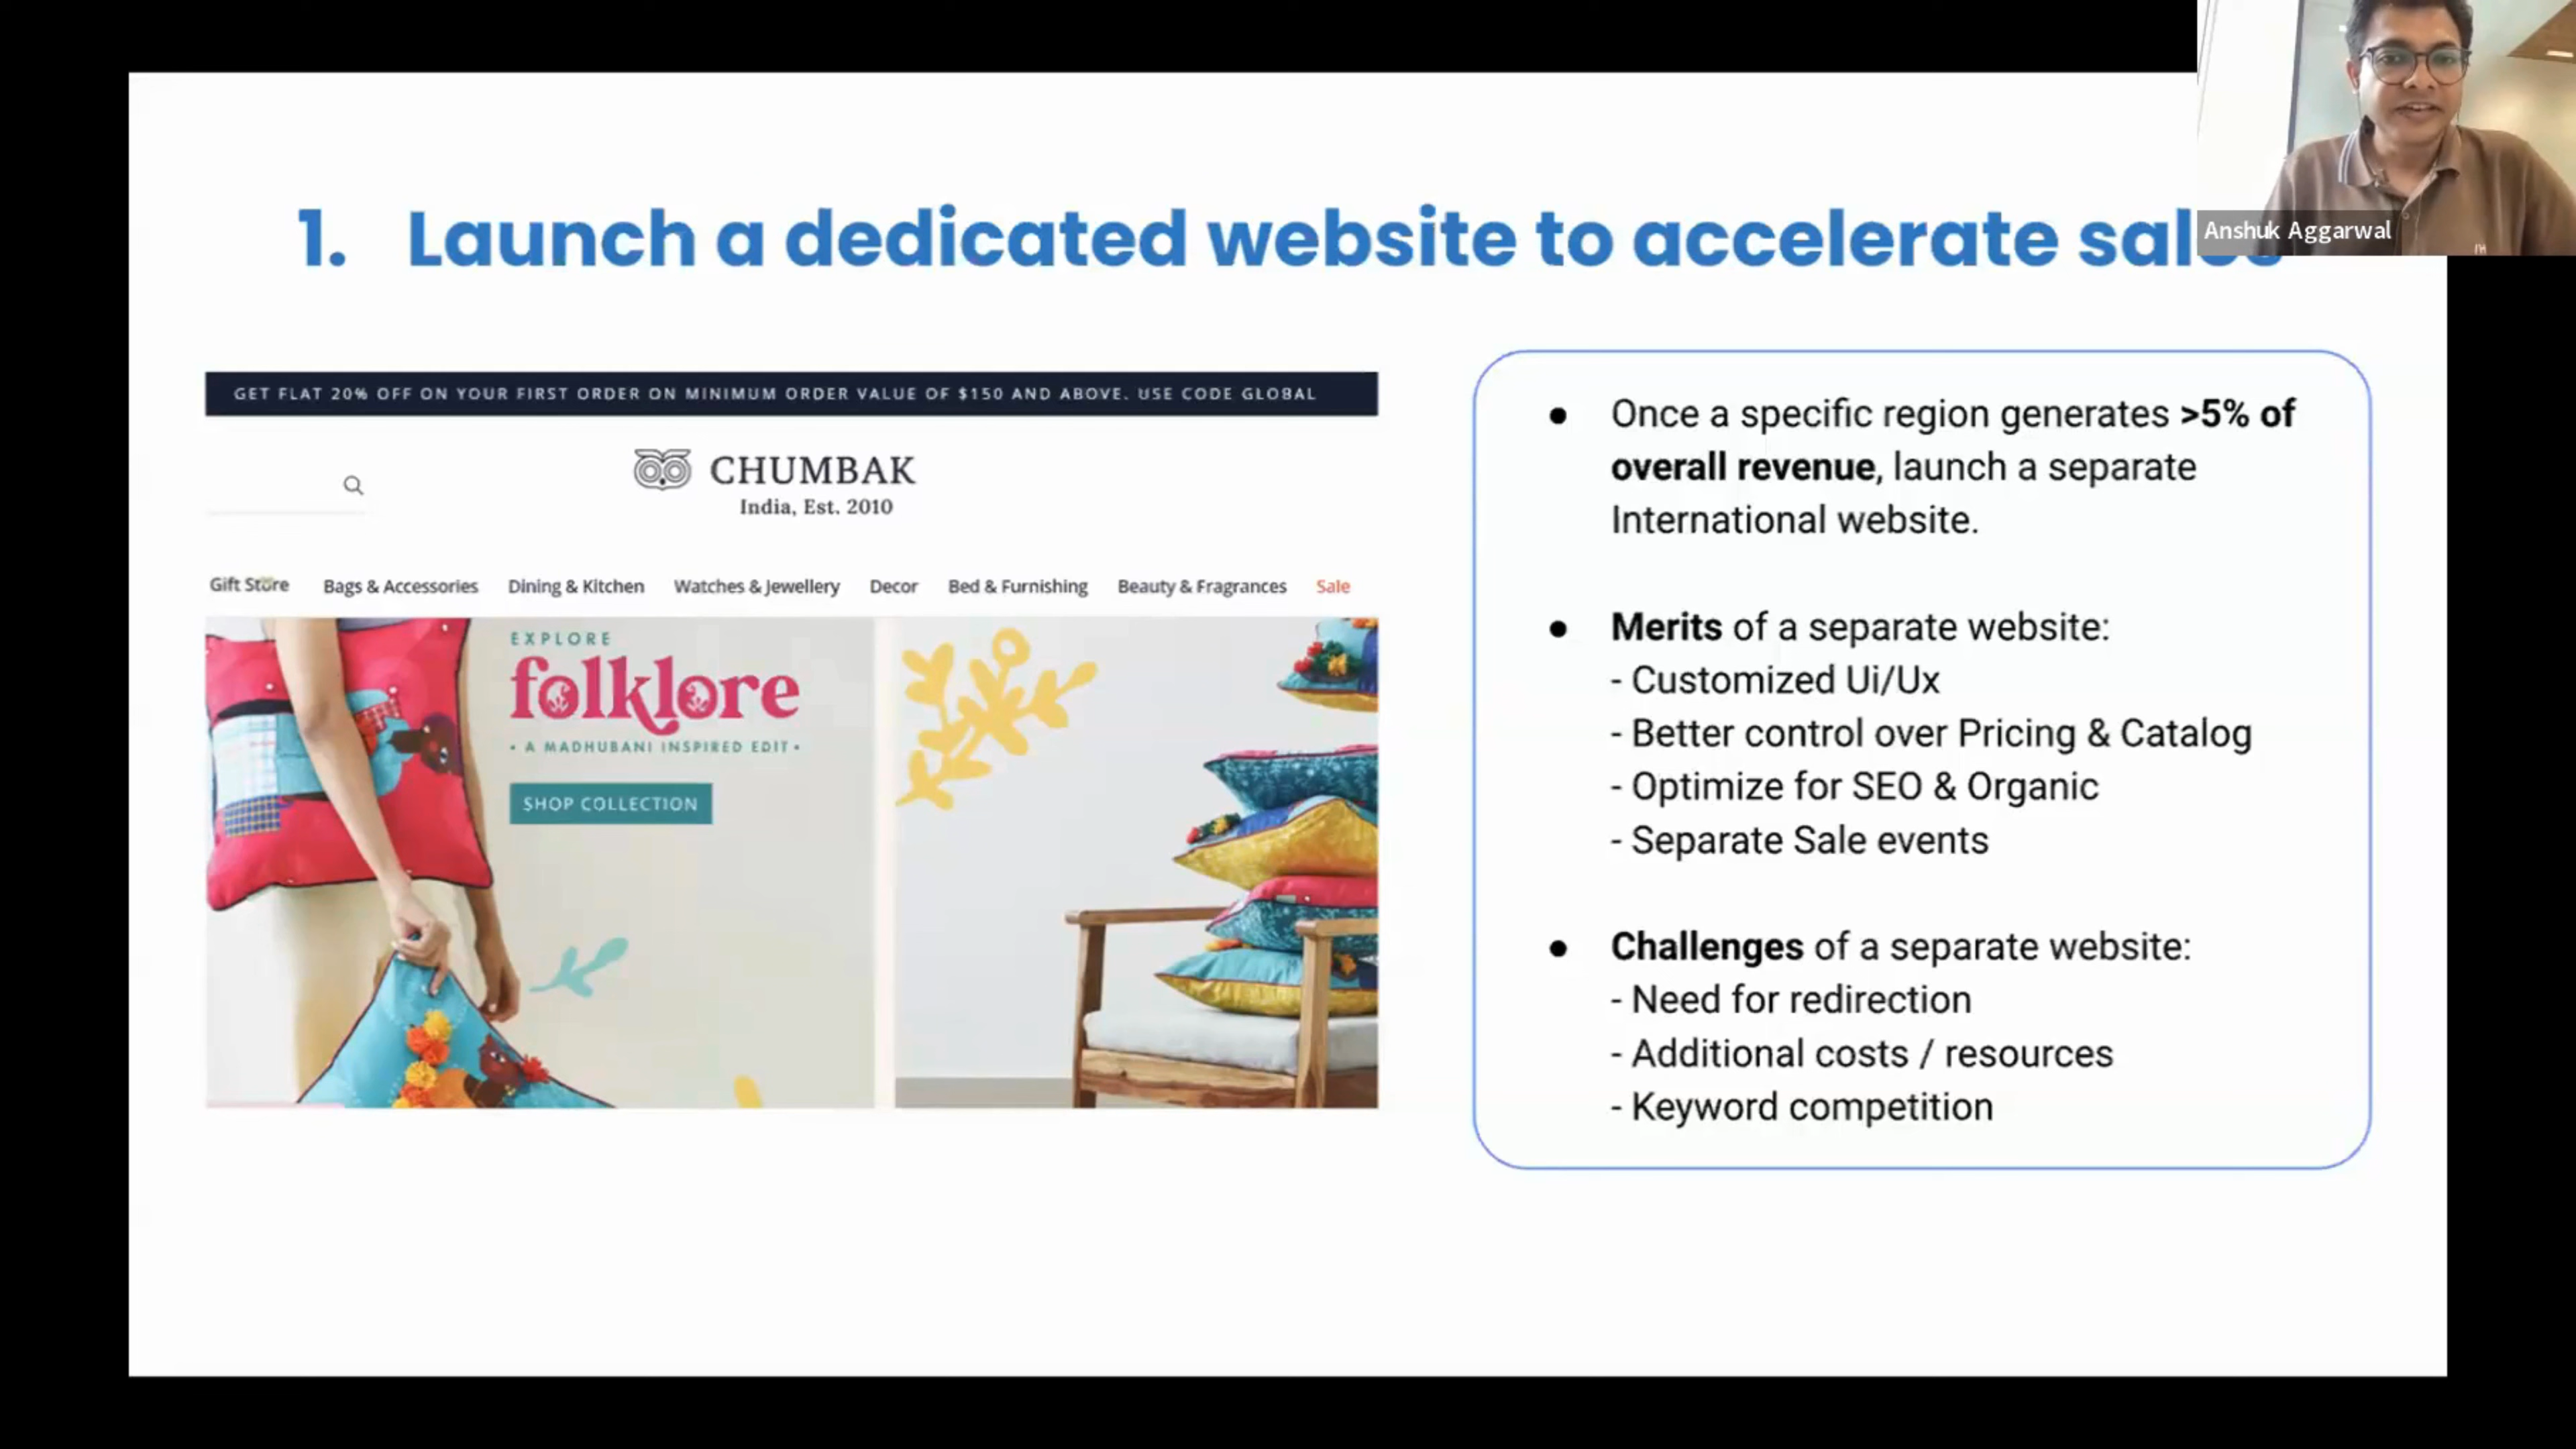 1. Launch a dedicated website to accelerate sales
Anshuk Aggarwal
GET FLAT 20% OFF ON YOUR FIRST ORDER ON MINIMUM ORDER VALUE OF $150 AND ABOVE. USE CODE GLOBAL
CHUMBAK
India, Est. 2010
Gift Store Bags & Accessories Dining & Kitchen Watches & Jewellery Decor Bed & Furnishing Beauty & Fragrances Sale
EXPLORE
folklore
• A MADHUBANI INSPIRED EDIT •
SHOP COLLECTION
● Once a specific region generates >5% of
overall revenue, launch a separate
International website.
● Merits of a separate website:
- Customized Ui/Ux
- Better control over Pricing & Catalog
- Optimize for SEO & Organic
- Separate Sale events
● Challenges of a separate website:
- Need for redirection
- Additional costs / resources
- Keyword competition